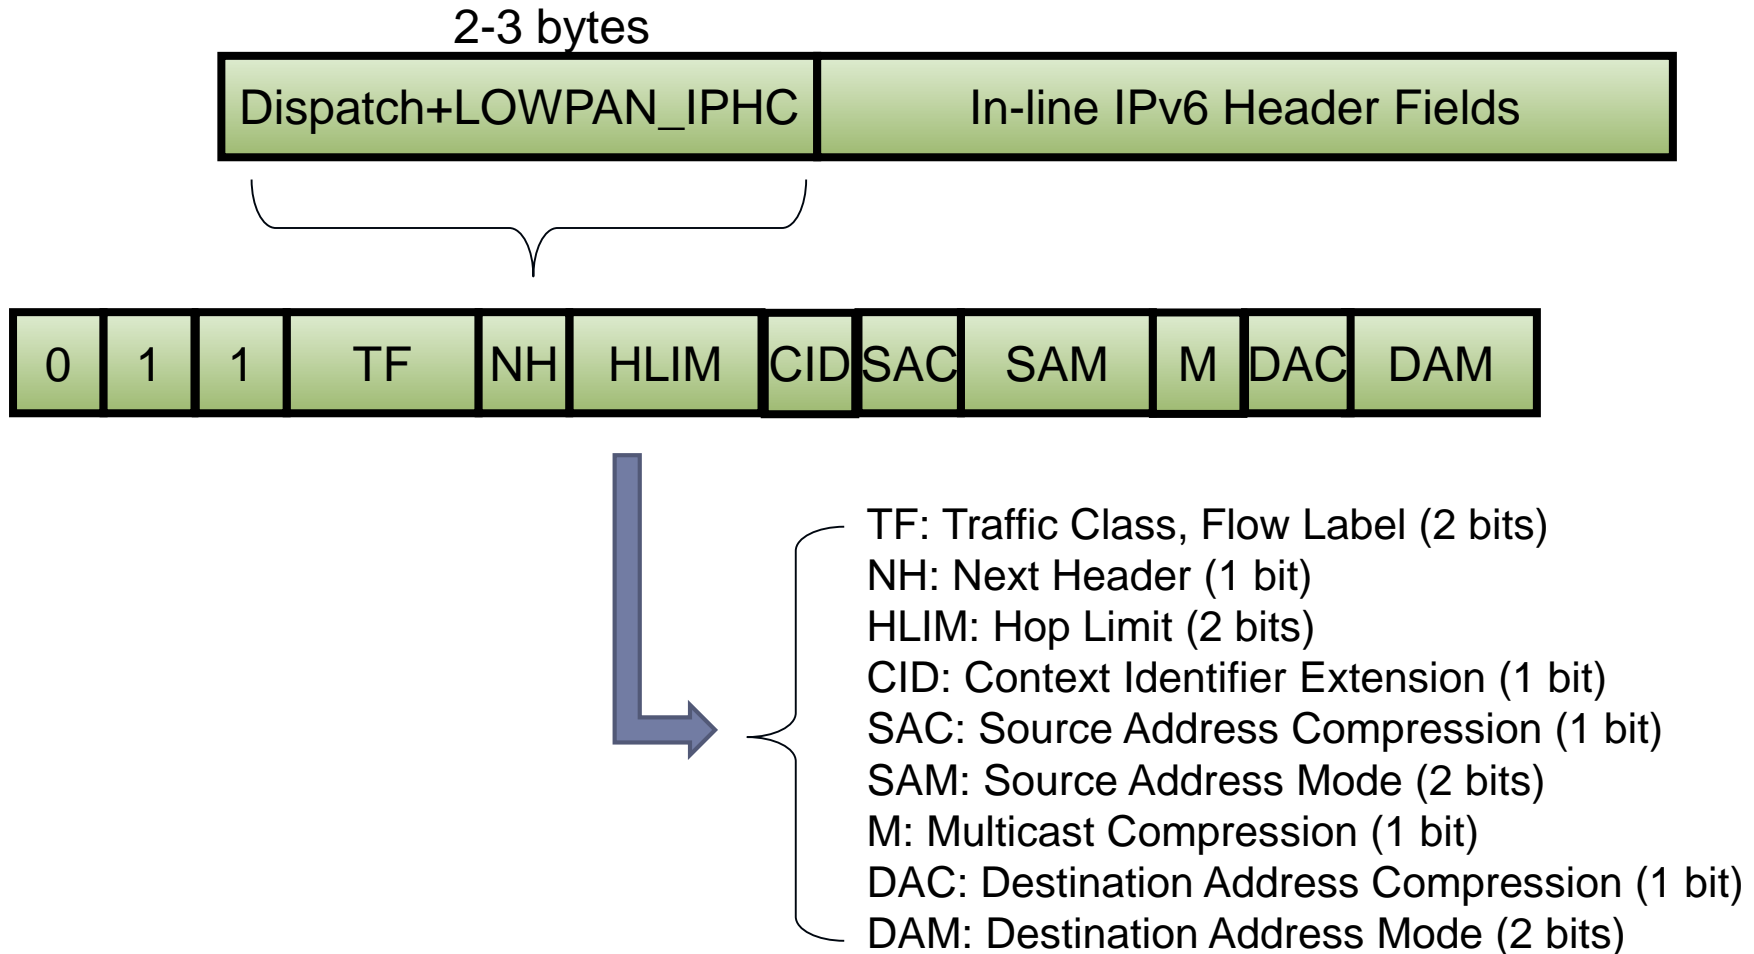 2-3 bytes
Dispatch+LOWPAN_IPHC In-line IPv6 Header Fields
0 1 1 TF NH HLIM CID SAC SAM M DAC DAM
TF: Traffic Class, Flow Label (2 bits)
NH: Next Header (1 bit)
HLIM: Hop Limit (2 bits)
CID: Context Identifier Extension (1 bit)
SAC: Source Address Compression (1 bit)
SAM: Source Address Mode (2 bits)
M: Multicast Compression (1 bit)
DAC: Destination Address Compression (1 bit)
DAM: Destination Address Mode (2 bits)